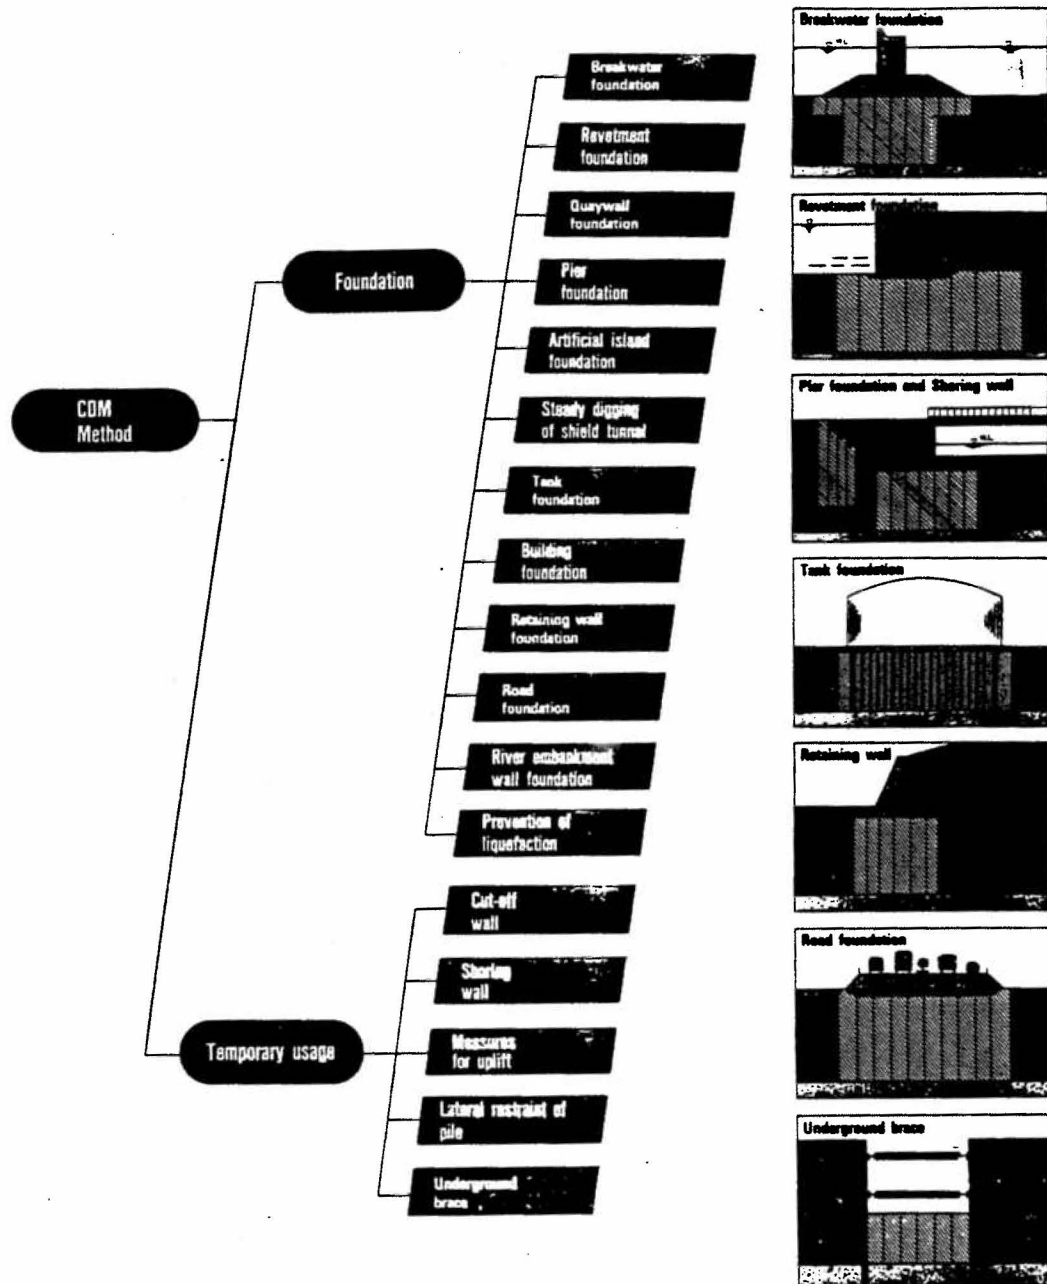 CDM
Method
Foundation
Breakwater
foundation
Revetment
foundation
Quaywall
foundation
Pier
foundation
Artificial island
foundation
Steady digging
of shield tunnel
Tank
foundation
Building
foundation
Retaining wall
foundation
Road
foundation
River embankment
wall foundation
Prevention of
liquefaction
Temporary usage
Cut-off
wall
Shoring
wall
Measures
for uplift
Lateral restraint of
pile
Underground
brace
Breakwater foundation
Revetment foundation
Pier foundation and Shoring wall
Tank foundation
Retaining wall
Road foundation
Underground brace